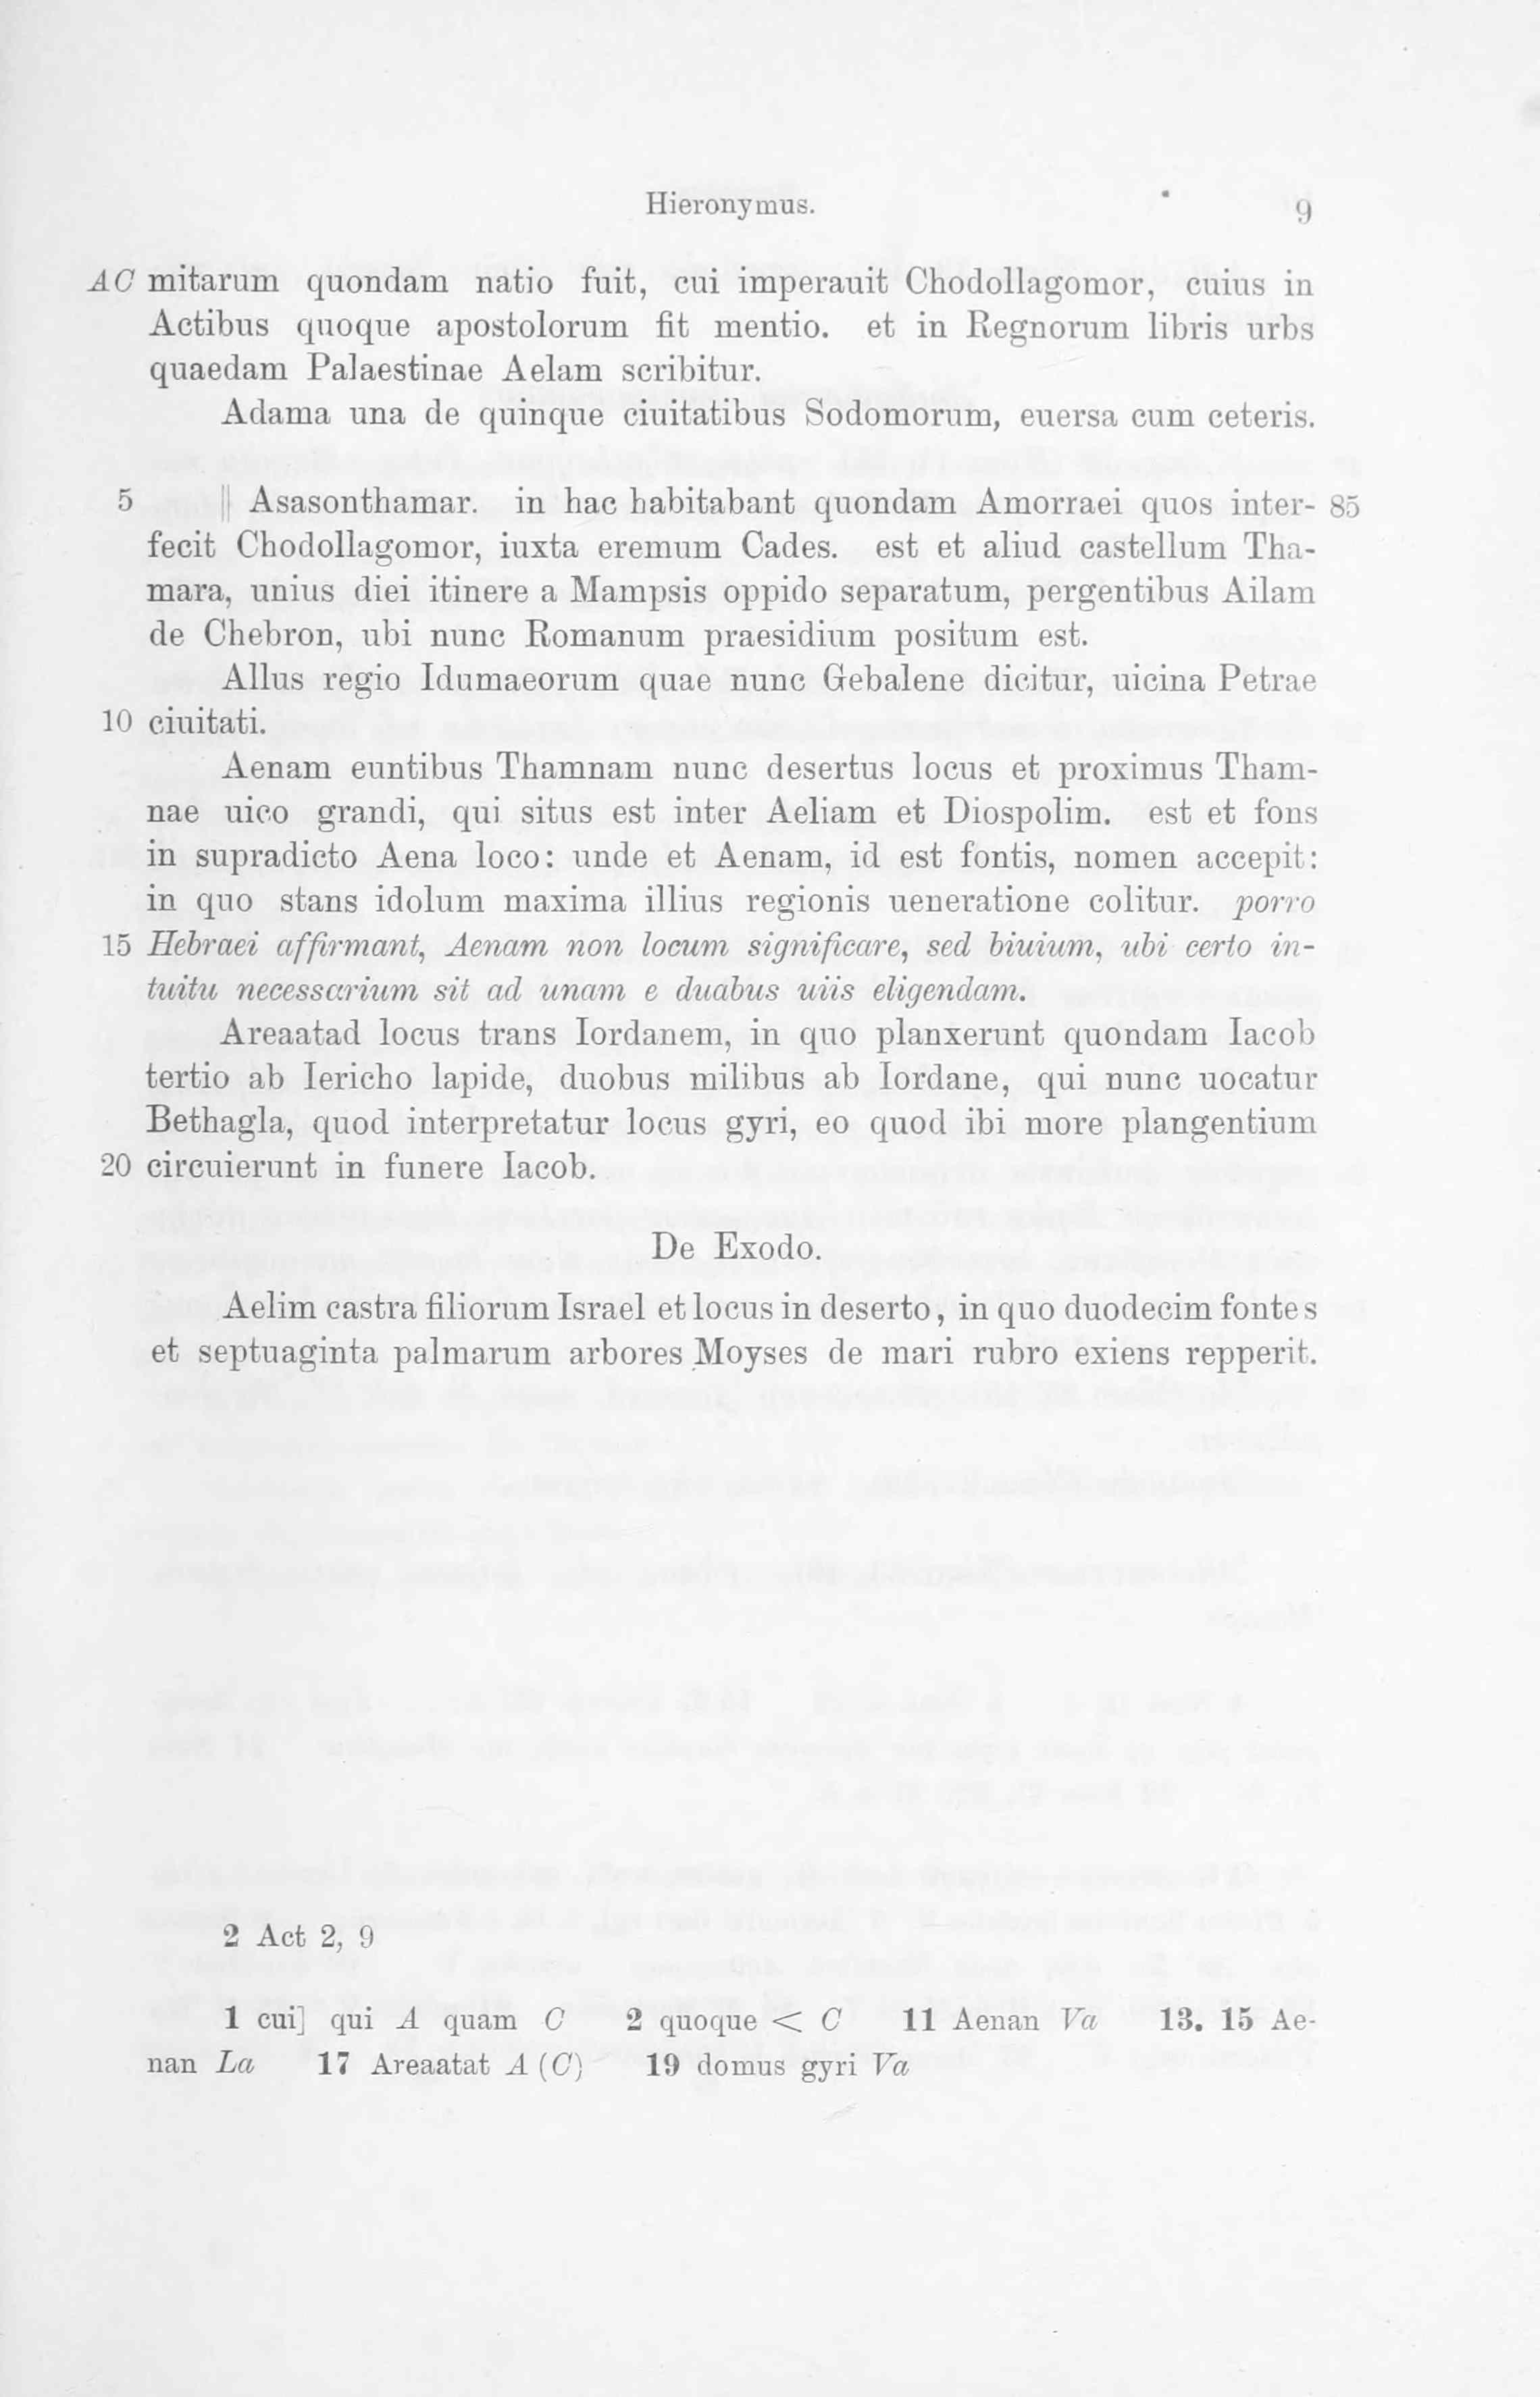 Hieronymus. 9
AC mitarum quondam natio fuit, cui imperauit Chodollagomor, cuius in
Actibus quoque apostolorum fit mentio. et in Regnorum libris urbs
quaedam Palaestinae Aelam scribitur.
Adama una de quinque ciuitatibus Sodomorum, euersa cum ceteris.
5 || Asasonthamar. in hac habitabant quondam Amorraei quos inter- 85
fecit Chodollagomor, iuxta eremum Cades. est et aliud castellum Tha-
mara, unius diei itinere a Mampsis oppido separatum, pergentibus Ailam
de Chebron, ubi nunc Romanum praesidium positum est.
Allus regio Idumaeorum quae nunc Gebalene dicitur, uicina Petrae
10 ciuitati.
Aenam euntibus Thamnam nunc desertus locus et proximus Tham-
nae uico grandi, qui situs est inter Aeliam et Diospolim. est et fons
in supradicto Aena loco: unde et Aenam, id est fontis, nomen accepit:
in quo stans idolum maxima illius regionis ueneratione colitur. porro
15 Hebraei affirmant, Aenam non locum significare, sed biuium, ubi certo in-
tuitu necessarium sit ad unam e duabus uiis eligendam.
Areaatad locus trans Iordanem, in quo planxerunt quondam Iacob
tertio ab Iericho lapide, duobus milibus ab Iordane, qui nunc uocatur
Bethagla, quod interpretatur locus gyri, eo quod ibi more plangentium
20 circuierunt in funere Iacob.
De Exodo.
Aelim castra filiorum Israel et locus in deserto, in quo duodecim fontes
et septuaginta palmarum arbores Moyses de mari rubro exiens repperit.
2 Act 2, 9
1 cui] qui A quam C 2 quoque < C 11 Aenan Va 13. 15 Ae-
nan La 17 Areaatat A (C) 19 domus gyri Va